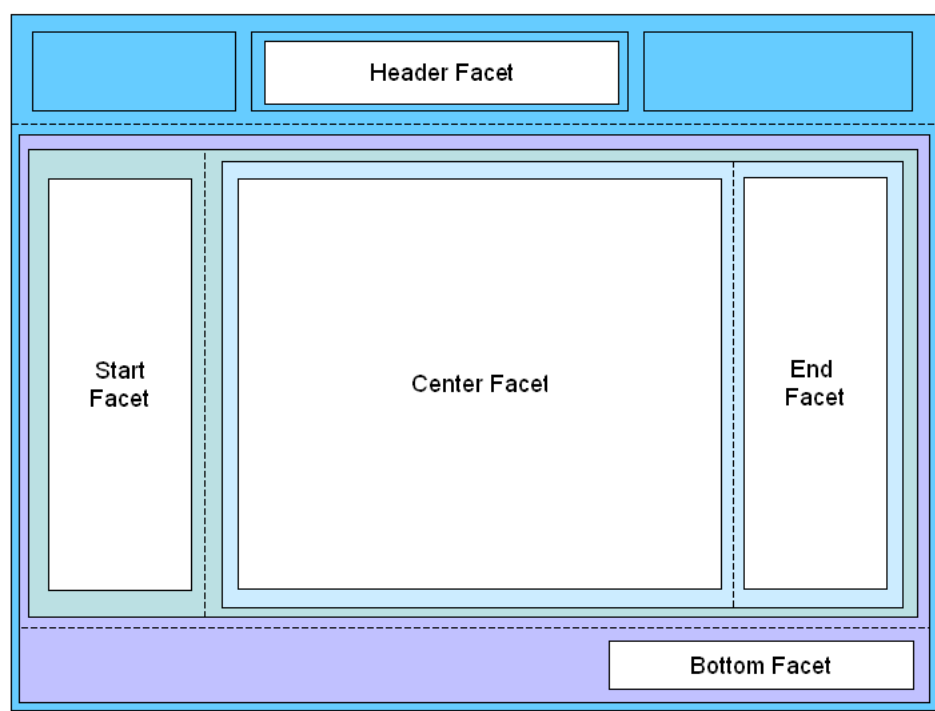 Header Facet
Start
Facet
Center Facet
End
Facet
Bottom Facet